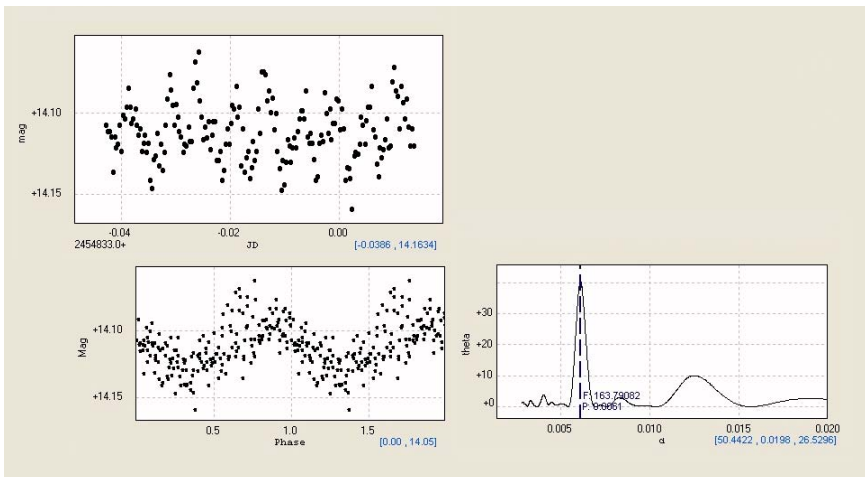 mag
+14.10
+14.15
-0.04
-0.02
0.00
2454833.0+
JD
[-0.0386 , 14.1634]
Mag
+14.10
+14.15
0.5
1.0
1.5
Phase
[0.00 , 14.05]
theta
+30
+20
+10
+0
F: 163.79082
P: 0.0061
0.005
0.010
0.015
0.020
d
[50.4422 , 0.0198 , 26.5296]